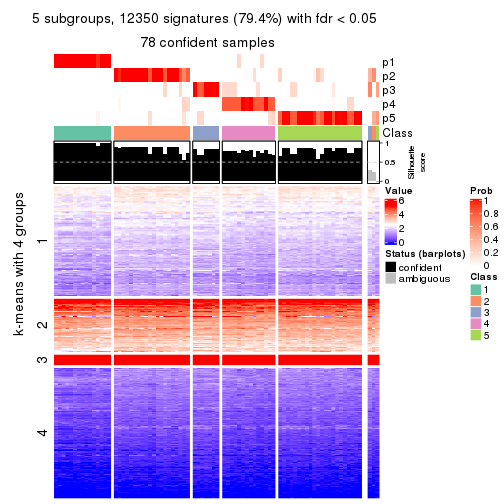 5 subgroups, 12350 signatures (79.4%) with fdr < 0.05
78 confident samples
p1
p2
p3
p4
p5
Class
1
0.5
0
Silhouette
score
k-means with 4 groups
1
2
3
4
Value
6
4
2
0
Status (barplots)
confident
ambiguous
Prob
1
0.8
0.6
0.4
0.2
0
Class
1
2
3
4
5